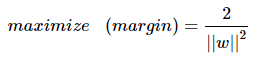 maximize (margin) = 2 / ||w||²